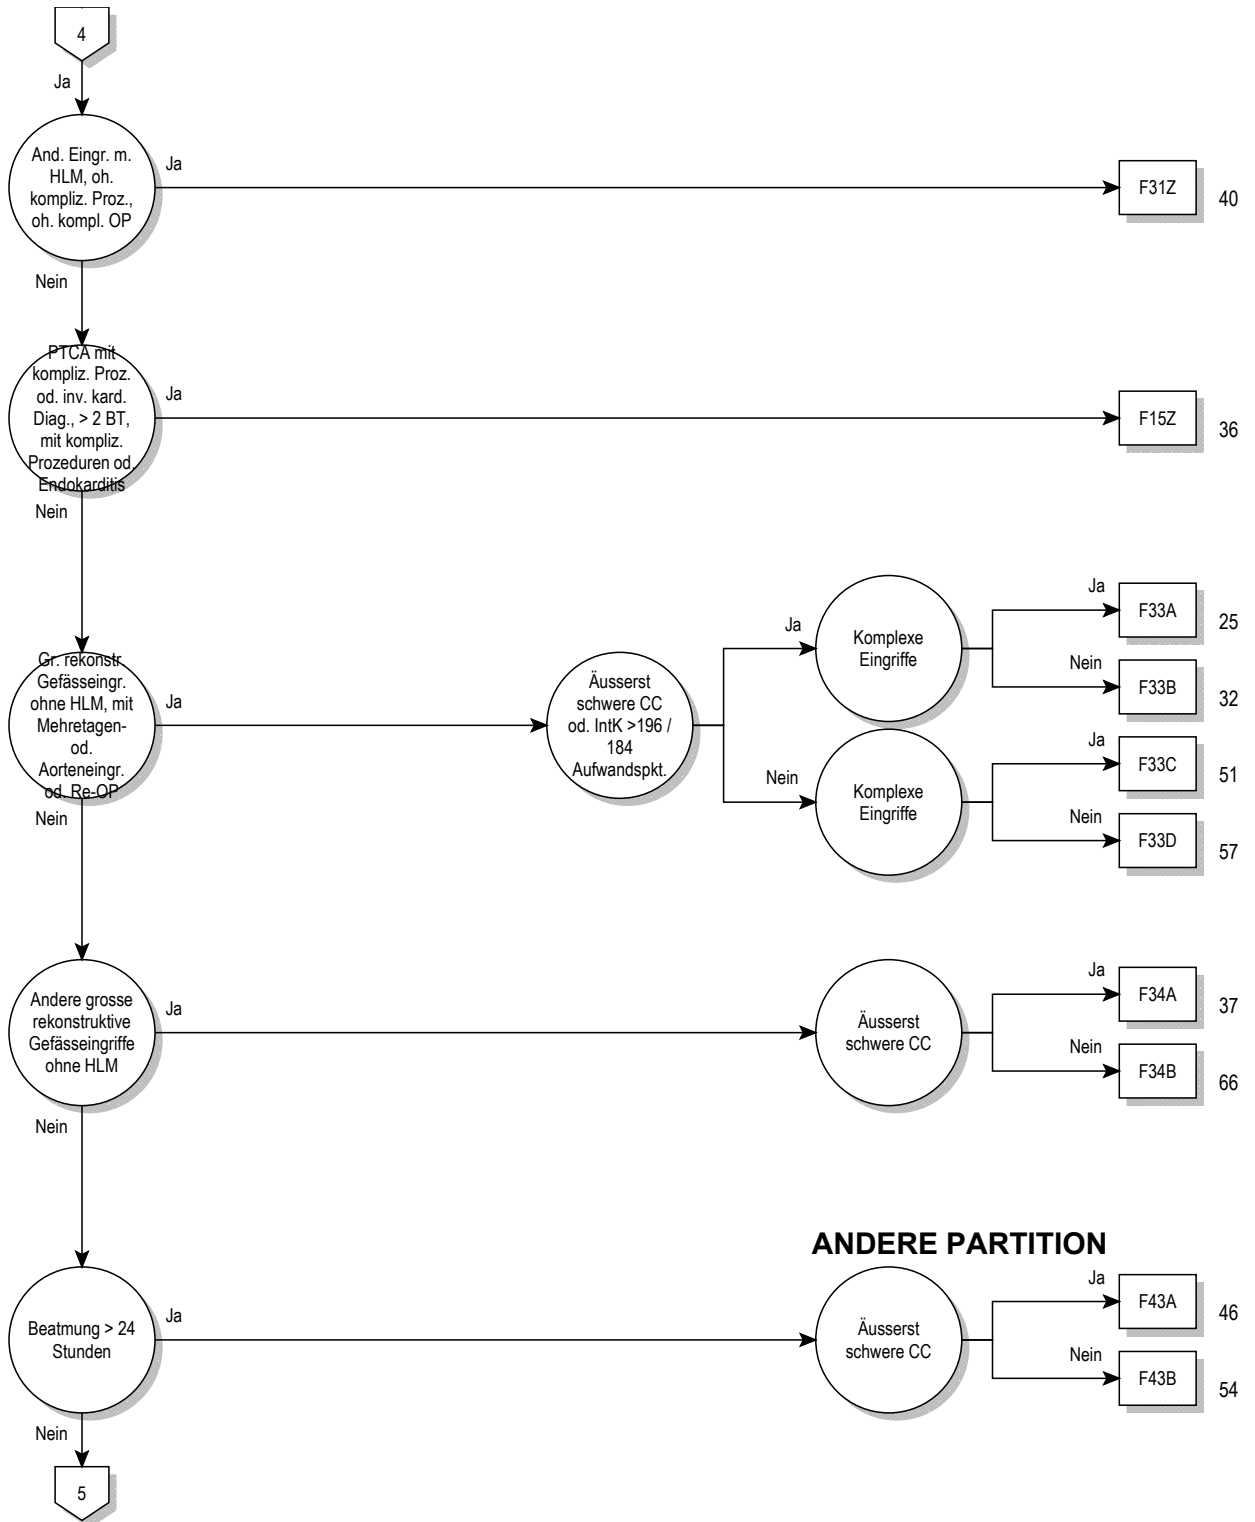 4
Ja
And. Eingr. m.
HLM, oh.
kompliz. Proz.,
oh. kompl. OP
Ja
F31Z
40
Nein
PTCA mit
kompliz. Proz.
od. inv. kard.
Diag., > 2 BT,
mit kompliz.
Prozeduren od.
Endokarditis
Ja
F15Z
36
Nein
Gr. rekonstr.
Gefässeingr.
ohne HLM, mit
Mehretagen-
od.
Aorteneingr.
od. Re-OP
Ja
Äusserst
schwere CC
od. IntK >196 /
184
Aufwandspkt.
Ja
Komplexe
Eingriffe
Ja
F33A
25
Nein
F33B
32
Nein
Komplexe
Eingriffe
Ja
F33C
51
Nein
F33D
57
Nein
Andere grosse
rekonstruktive
Gefässeingriffe
ohne HLM
Ja
Äusserst
schwere CC
Ja
F34A
37
Nein
F34B
66
Nein
ANDERE PARTITION
Beatmung > 24
Stunden
Ja
Äusserst
schwere CC
Ja
F43A
46
Nein
F43B
54
Nein
5